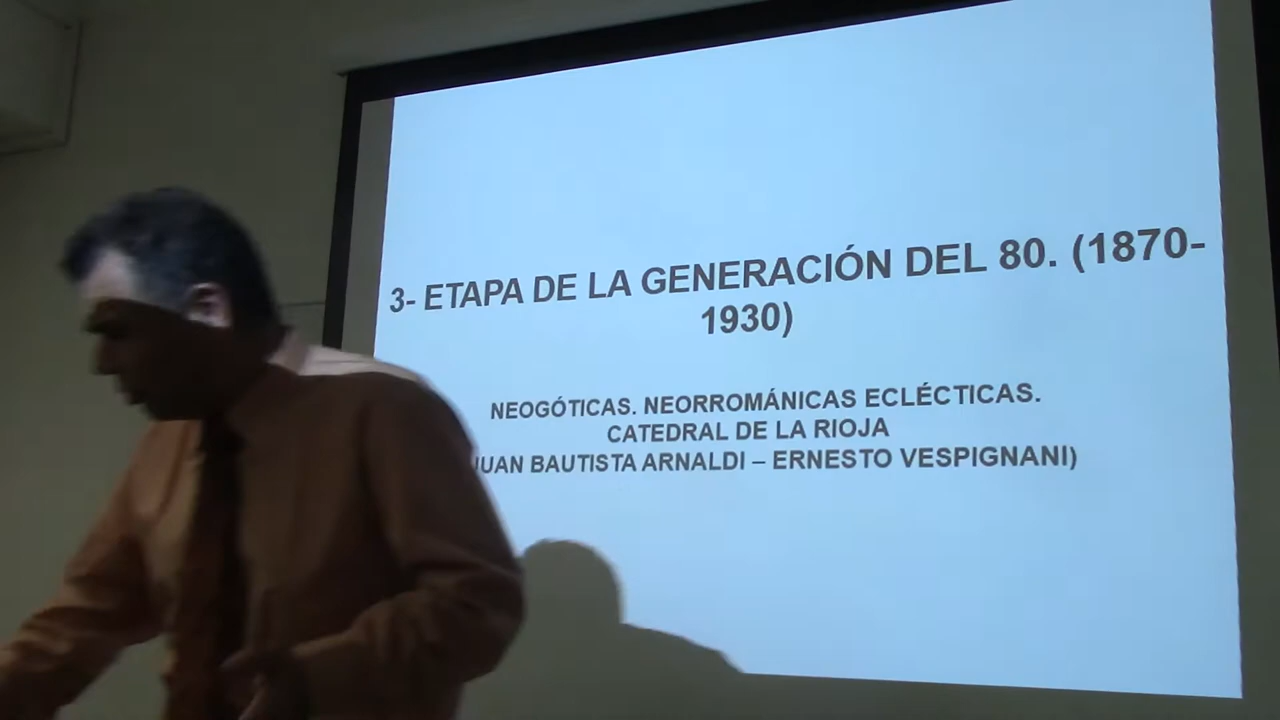 3- ETAPA DE LA GENERACIÓN DEL 80. (1870-
1930)
NEOGÓTICAS. NEORROMÁNICAS ECLÉCTICAS.
CATEDRAL DE LA RIOJA
JUAN BAUTISTA ARNALDI – ERNESTO VESPIGNANI)